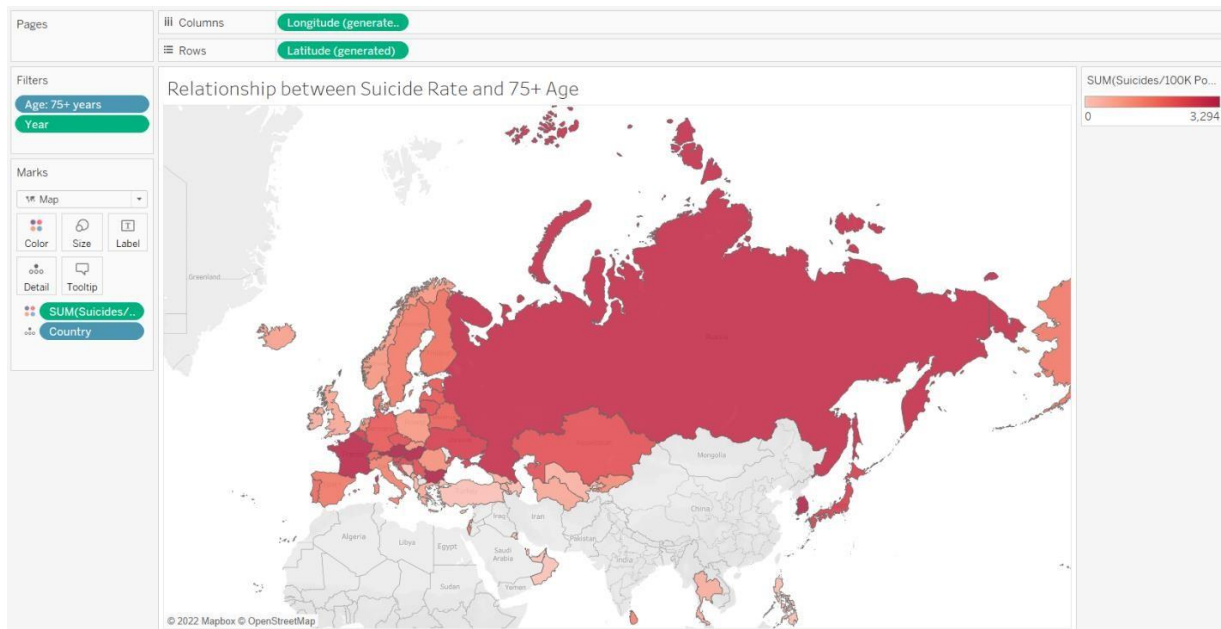 Pages
Columns
Longitude (generate..
Rows
Latitude (generated)
Filters
Age: 75+ years
Year
Marks
Map
Color
Size
Label
Detail
Tooltip
SUM(Suicides/..
Country
Relationship between Suicide Rate and 75+ Age
SUM(Suicides/100K Po...
0
3,294
Greenland
Mongolia
China
Iraq
Iran
Pakistan
India
Algeria
Libya
Egypt
Saudi
Arabia
Sudan
Yemen
© 2022 Mapbox © OpenStreetMap